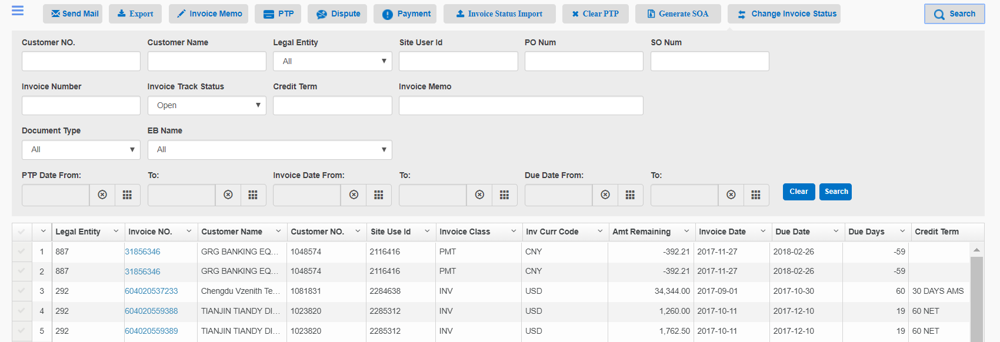 Send Mail Export Invoice Memo PTP Dispute Payment Invoice Status Import Clear PTP Generate SOA Change Invoice Status Search
Customer NO. Customer Name Legal Entity Site User Id PO Num SO Num
All
Invoice Number Invoice Track Status Credit Term Invoice Memo
Open
Document Type EB Name
All All
PTP Date From: To: Invoice Date From: To: Due Date From: To:
Clear Search
Legal Entity Invoice NO. Customer Name Customer NO. Site Use Id Invoice Class Inv Curr Code Amt Remaining Invoice Date Due Date Due Days Credit Term
1 887 31856346 GRG BANKING EQ... 1048574 2116416 PMT CNY -392.21 2017-11-27 2018-02-26 -59
2 887 31856346 GRG BANKING EQ... 1048574 2116416 PMT CNY -392.21 2017-11-27 2018-02-26 -59
3 292 604020537233 Chengdu Vzenith Te... 1081831 2284638 INV USD 34,344.00 2017-09-01 2017-10-30 60 30 DAYS AMS
4 292 604020559388 TIANJIN TIANDY DI... 1023820 2285312 INV USD 1,260.00 2017-10-11 2017-12-10 19 60 NET
5 292 604020559389 TIANJIN TIANDY DI... 1023820 2285312 INV USD 1,762.50 2017-10-11 2017-12-10 19 60 NET